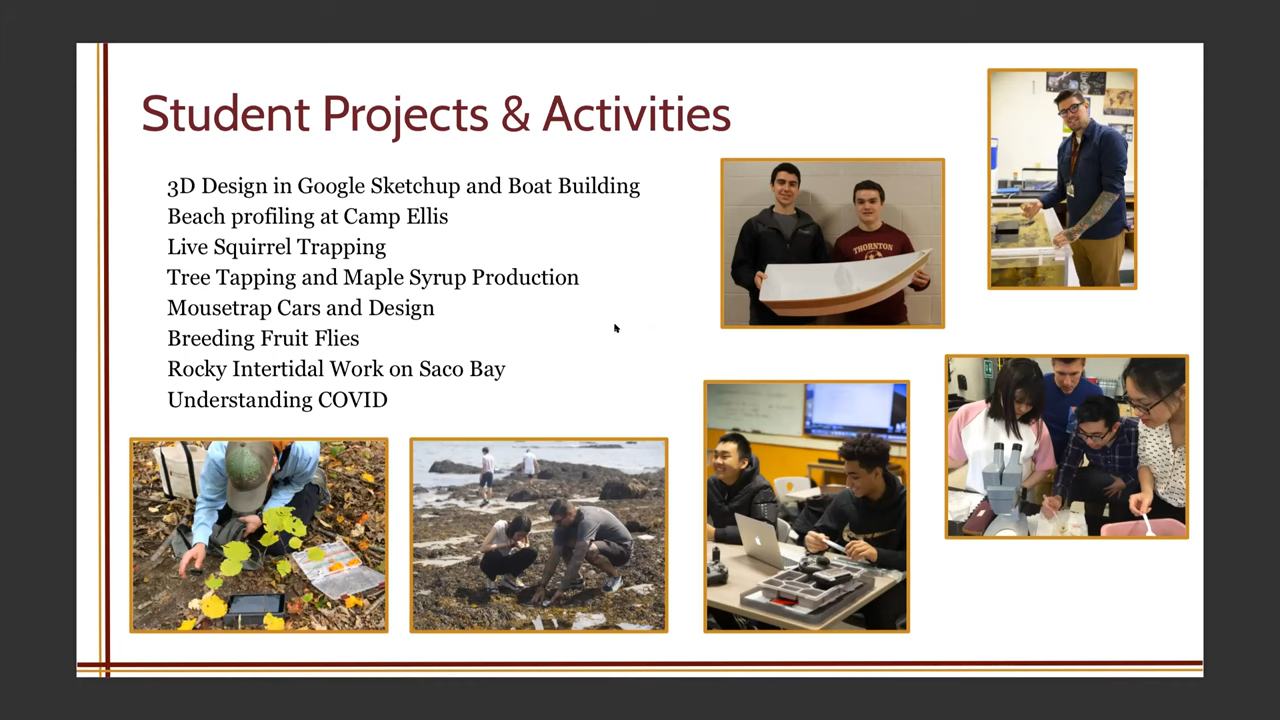 Student Projects & Activities
3D Design in Google Sketchup and Boat Building
Beach profiling at Camp Ellis
Live Squirrel Trapping
Tree Tapping and Maple Syrup Production
Mousetrap Cars and Design
Breeding Fruit Flies
Rocky Intertidal Work on Saco Bay
Understanding COVID
THORNTON